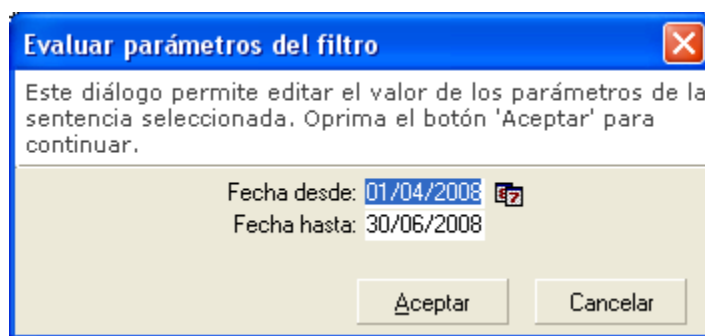 Evaluar parámetros del filtro
Este diálogo permite editar el valor de los parámetros de la
sentencia seleccionada. Oprima el botón 'Aceptar' para
continuar.
Fecha desde: 01/04/2008
Fecha hasta: 30/06/2008
Aceptar Cancelar